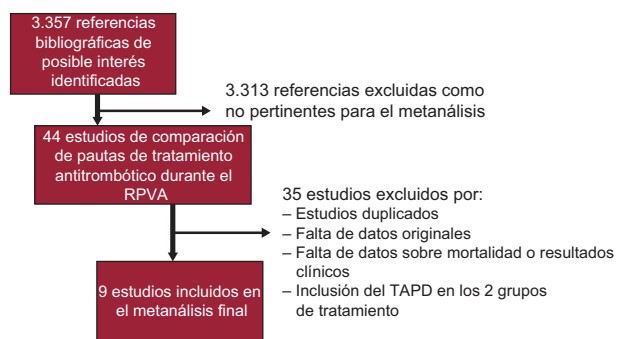 3.357 referencias
bibliográficas de
posible interés
identificadas
3.313 referencias excluidas como
no pertinentes para el metanálisis
44 estudios de comparación
de pautas de tratamiento
antitrombótico durante el
RPVA
35 estudios excluidos por:
– Estudios duplicados
– Falta de datos originales
– Falta de datos sobre mortalidad o resultados
clínicos
– Inclusión del TAPD en los 2 grupos
de tratamiento
9 estudios incluidos en
el metanálisis final